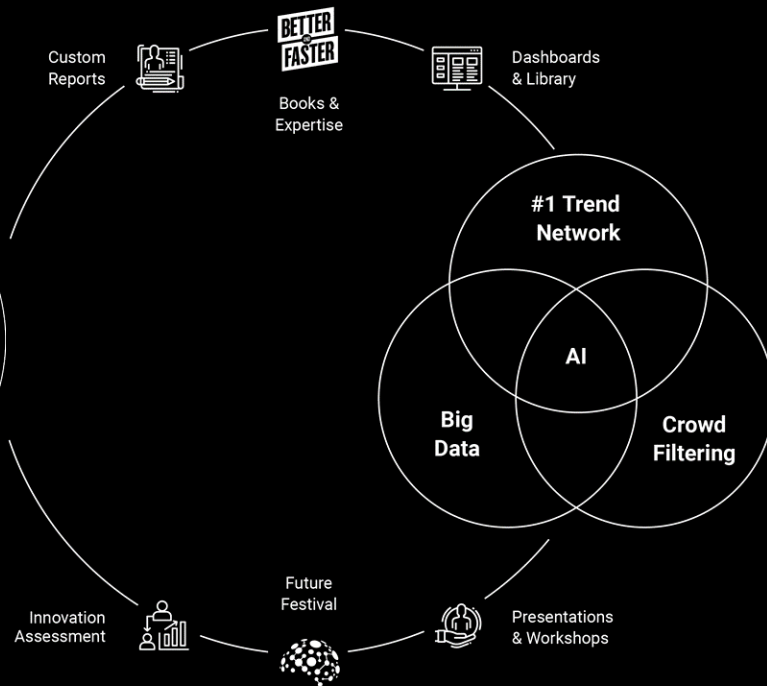 Custom
Reports
BETTER
AND
FASTER
Books &
Expertise
Dashboards
& Library
#1 Trend
Network
AI
Big
Data
Crowd
Filtering
Innovation
Assessment
Future
Festival
Presentations
& Workshops